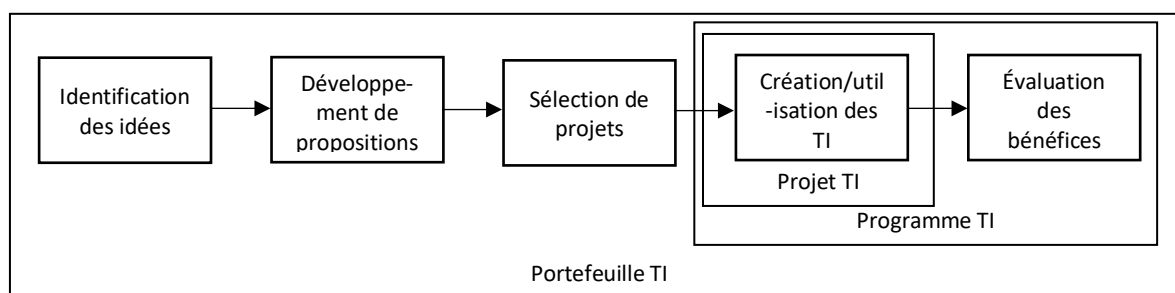 Identification
des idées
Développe-
ment de
propositions
Sélection de
projets
Création/util
-isation des
TI
Évaluation
des
bénéfices
Projet TI
Programme TI
Portefeuille TI